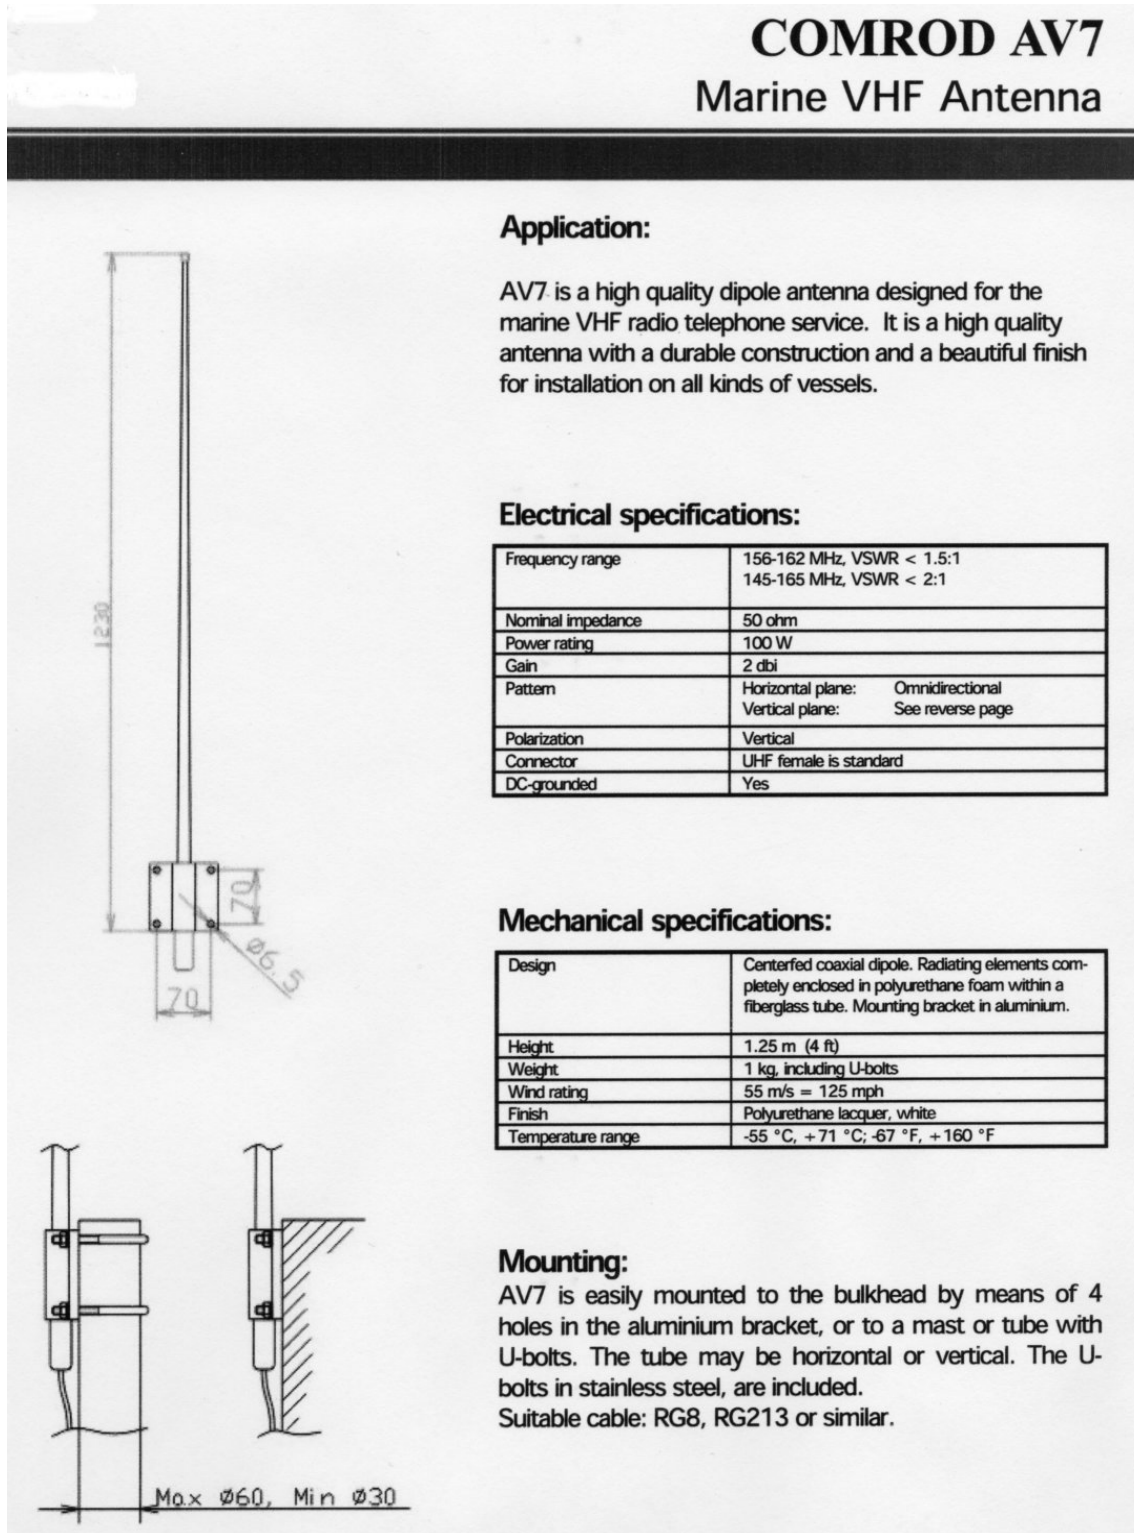 COMROD AV7
Marine VHF Antenna
Application:
AV7 is a high quality dipole antenna designed for the
marine VHF radio telephone service. It is a high quality
antenna with a durable construction and a beautiful finish
for installation on all kinds of vessels.
Electrical specifications:
Frequency range 156-162 MHz, VSWR < 1.5:1
145-165 MHz, VSWR < 2:1
Nominal impedance 50 ohm
Power rating 100 W
Gain 2 dbi
Pattern Horizontal plane: Omnidirectional
Vertical plane: See reverse page
Polarization Vertical
Connector UHF female is standard
DC-grounded Yes
1230
70
Ø6.5
70
Mechanical specifications:
Design Centerfed coaxial dipole. Radiating elements com-
pletely enclosed in polyurethane foam within a
fiberglass tube. Mounting bracket in aluminium.
Height 1.25 m (4 ft)
Weight 1 kg, including U-bolts
Wind rating 55 m/s = 125 mph
Finish Polyurethane lacquer, white
Temperature range -55 °C, +71 °C; -67 °F, +160 °F
Mounting:
AV7 is easily mounted to the bulkhead by means of 4
holes in the aluminium bracket, or to a mast or tube with
U-bolts. The tube may be horizontal or vertical. The U-
bolts in stainless steel, are included.
Suitable cable: RG8, RG213 or similar.
Max Ø60, Min Ø30